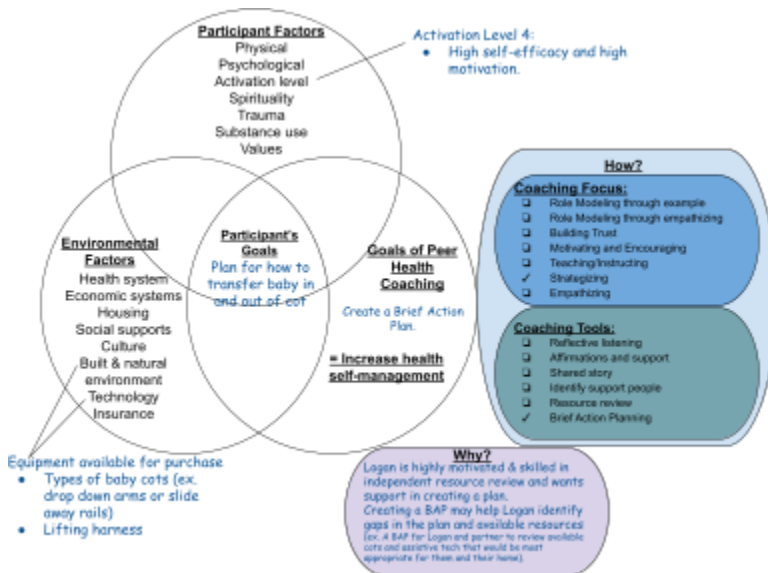 Participant Factors
Physical
Psychological
Activation level
Spirituality
Trauma
Substance use
Values
Activation Level 4:
● High self-efficacy and high
motivation.
Environmental
Factors
Health system
Economic systems
Housing
Social supports
Culture
Built & natural
environment
Technology
Insurance
Participant's
Goals
Plan for how to
transfer baby in
and out of cot
Goals of Peer
Health
Coaching
Create a Brief Action
Plan.
= Increase health
self-management
How?
Coaching Focus:
❏ Role Modeling through example
❏ Role Modeling through empathizing
❏ Building Trust
❏ Motivating and Encouraging
❏ Teaching/Instructing
✓ Strategizing
❏ Empathizing
Coaching Tools:
❏ Reflective listening
❏ Affirmations and support
❏ Shared story
❏ Identify support people
❏ Resource review
✓ Brief Action Planning
Equipment available for purchase
● Types of baby cots (ex.
drop down arms or slide
away rails)
● Lifting harness
Why?
Logan is highly motivated & skilled in
independent resource review and wants
support in creating a plan.
Creating a BAP may help Logan identify
gaps in the plan and available resources
(ex. A BAP for Logan and partner to review available
cots and assistive tech that would be most
appropriate for them and their home).